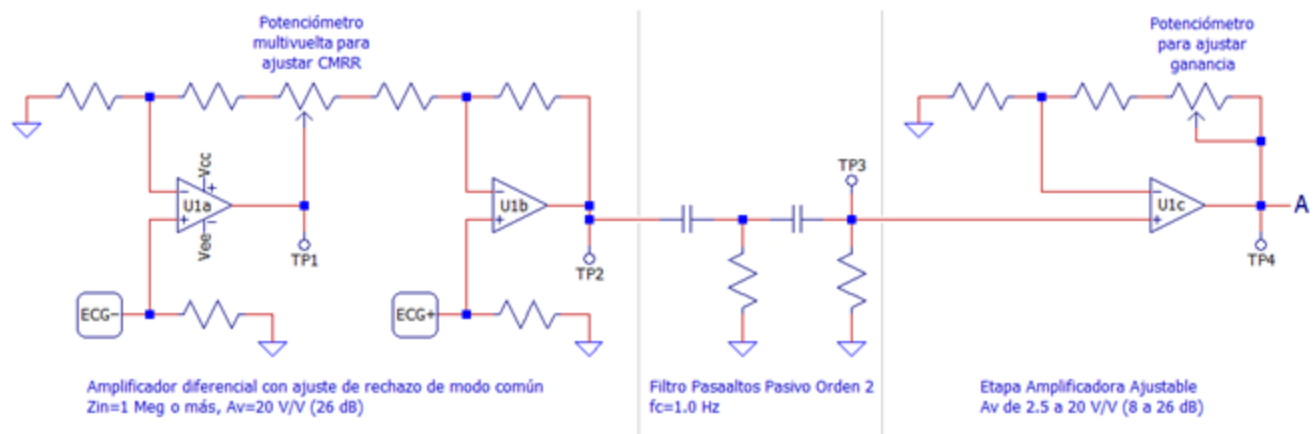 Potenciómetro
multivuelta para
ajustar CMRR
Potenciómetro
para ajustar
ganancia
Vcc
+
−
U1a
+
−
Vee
TP1
−
U1b
+
TP2
TP3
−
U1c
+
A
TP4
ECG−
ECG+
Amplificador diferencial con ajuste de rechazo de modo común
Zin=1 Meg o más, Av=20 V/V (26 dB)
Filtro Pasaaltos Pasivo Orden 2
fc=1.0 Hz
Etapa Amplificadora Ajustable
Av de 2.5 a 20 V/V (8 a 26 dB)